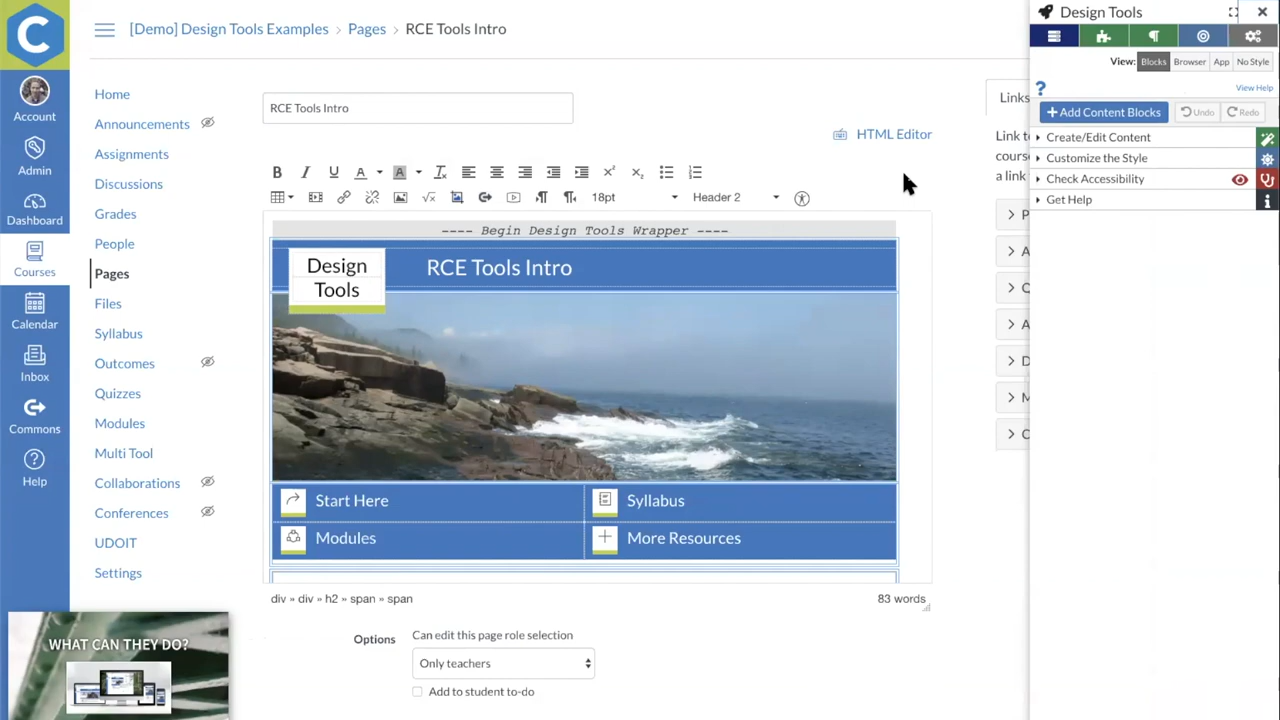 [Demo] Design Tools Examples > Pages > RCE Tools Intro
Account
Admin
Dashboard
Courses
Calendar
Inbox
Commons
Help
Home
Announcements
Assignments
Discussions
Grades
People
Pages
Files
Syllabus
Outcomes
Quizzes
Modules
Multi Tool
Collaborations
Conferences
UDOIT
Settings
RCE Tools Intro
HTML Editor
18pt
Header 2
---- Begin Design Tools Wrapper ----
Design
Tools
RCE Tools Intro
Start Here
Syllabus
Modules
More Resources
div » div » h2 » span » span
83 words
Options
Can edit this page role selection
Only teachers
Add to student to-do
WHAT CAN THEY DO?
Links
Link to
a link
Design Tools
View: Blocks Browser App No Style
View Help
+ Add Content Blocks Undo Redo
Create/Edit Content
Customize the Style
Check Accessibility
Get Help